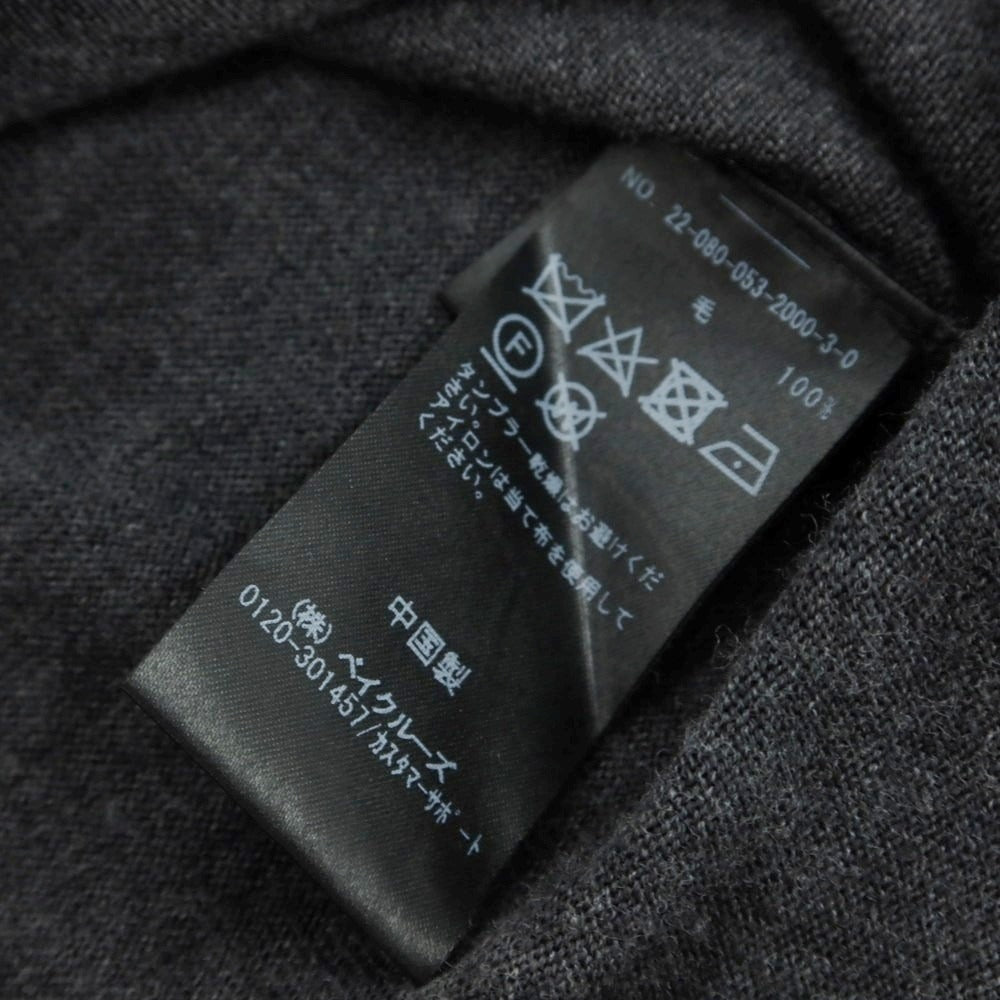 NO. 22-080-053-2000-3-0
毛 100%
F
W
タンブラー乾燥はお避けくだ
さい。
アイロンは当て布を使用して
ください。
中国製
(株)ベイクルーズ
0120-301457/カスタマーサポート